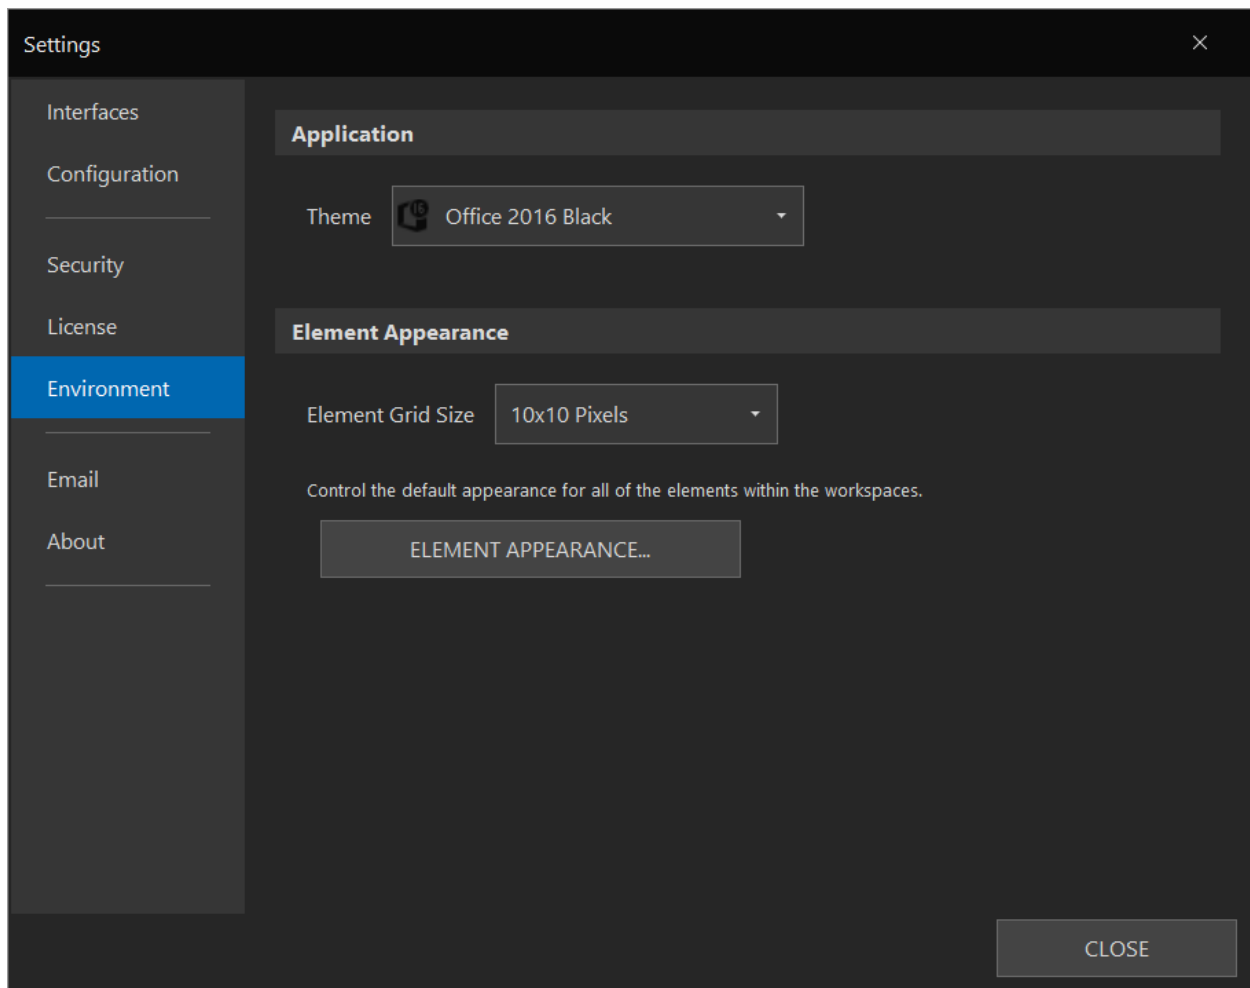 Settings
Interfaces
Configuration
Security
License
Environment
Email
About
Application
Theme
16
Office 2016 Black
Element Appearance
Element Grid Size
10x10 Pixels
Control the default appearance for all of the elements within the workspaces.
ELEMENT APPEARANCE...
CLOSE